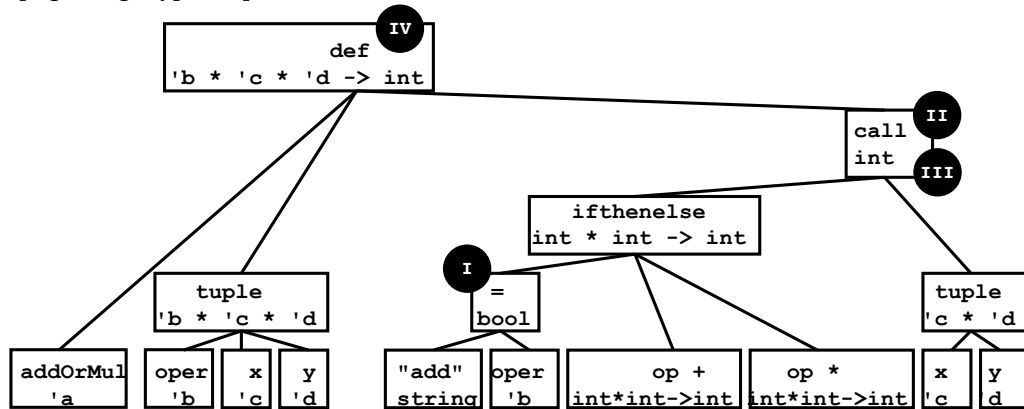 IV
def
'b * 'c * 'd -> int
II
call
int
III
ifthenelse
int * int -> int
I
=
bool
tuple
'b * 'c * 'd
tuple
'c * 'd
addOrMul
'a
oper
'b
x
'c
y
'd
"add"
string
oper
'b
op +
int*int->int
op *
int*int->int
x
'c
y
'd